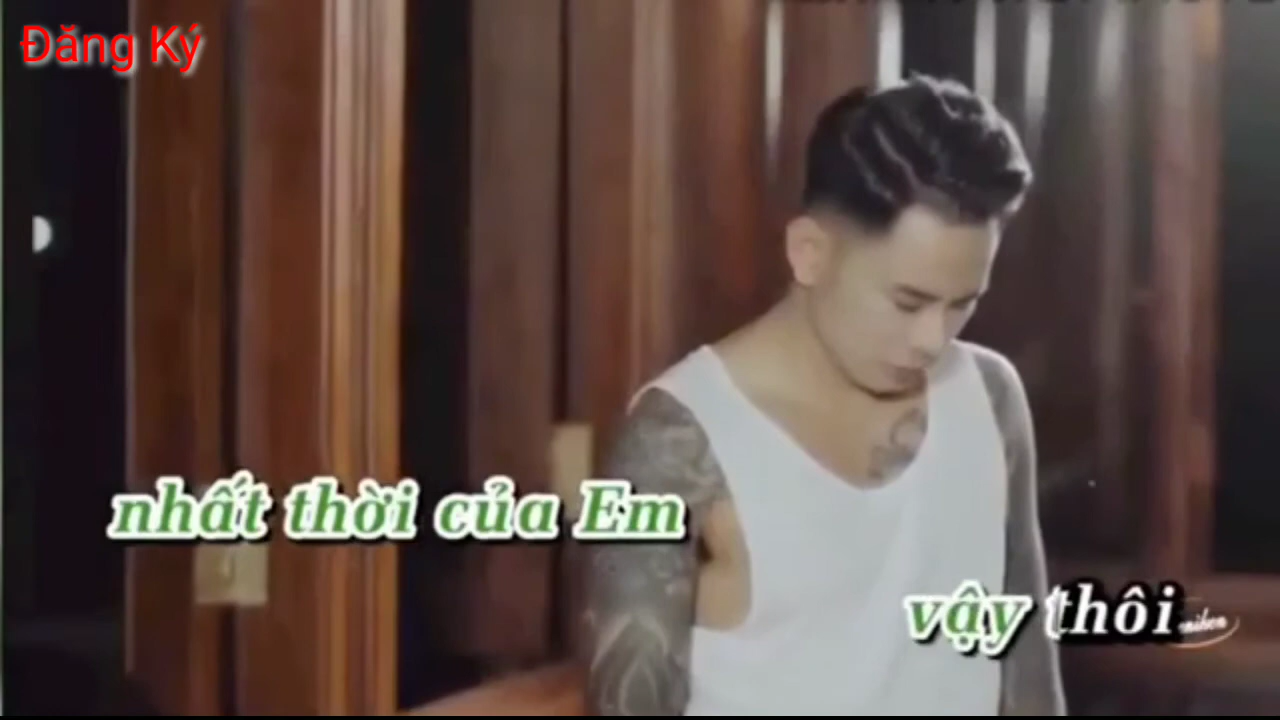 Đăng Ký
nhất thời của Em
vậy thôi